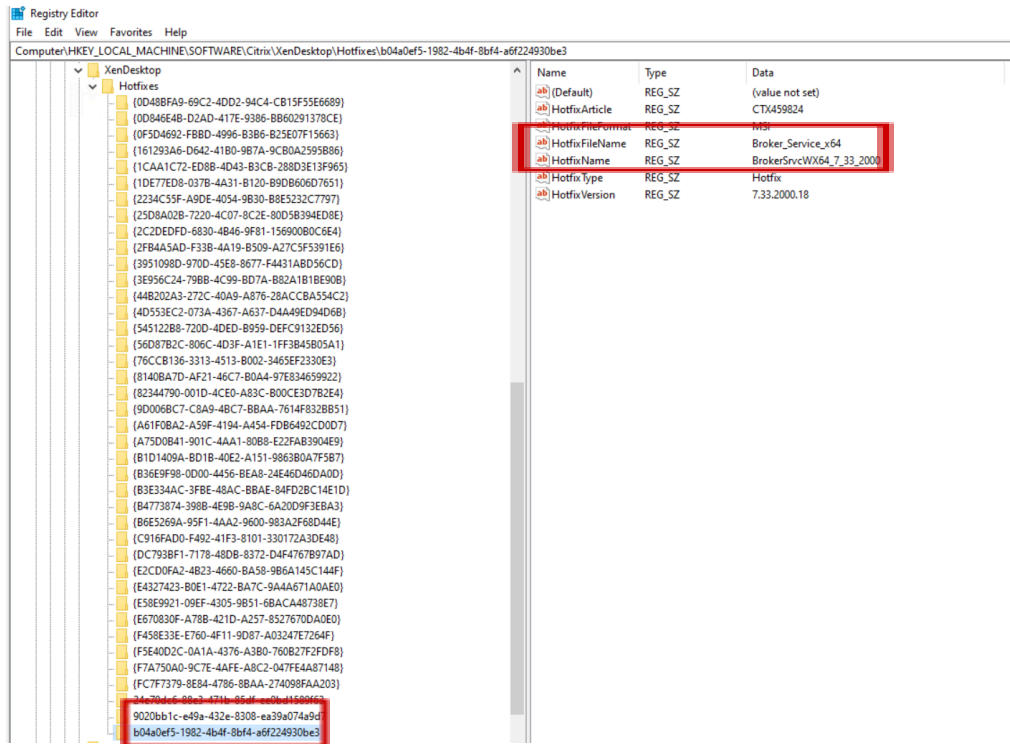 Registry Editor
File Edit View Favorites Help
Computer\HKEY_LOCAL_MACHINE\SOFTWARE\Citrix\XenDesktop\Hotfixes\b04a0ef5-1982-4b4f-8bf4-a6f224930be3
XenDesktop
Hotfixes
{0D48BFA9-69C2-4DD2-94C4-CB15F55E6689}
{0D846E4B-D2AD-417E-9386-BB60291378CE}
{0F5D4692-FBBD-4996-B3B6-B25E07F15663}
{161293A6-D642-41B0-9B7A-9CB0A2595B86}
{1CAA1C72-ED8B-4D43-B3CB-288D3E13F965}
{1DE77ED8-037B-4A31-B120-B9DB606D7651}
{2234C55F-A9DE-4054-9B30-B8E5232C7797}
{25D8A02B-7220-4C07-8C2E-80D5B394ED8E}
{2C2DEDFD-6830-4B46-9F81-156900B0C6E4}
{2FB4A5AD-F33B-4A19-B509-A27C5F5391E6}
{3951098D-970D-45E8-8677-F4431ABD56CD}
{3E956C24-79BB-4C99-BD7A-B82A1B1BE90B}
{44B202A3-272C-40A9-A876-28ACCBA554C2}
{4D553EC2-073A-4367-A637-D4A49ED94D6B}
{545122B8-720D-4DED-B959-DEFC9132ED56}
{56D87B2C-806C-4D3F-A1E1-1FF3B45B05A1}
{76CCB136-3313-4513-B002-3465EF2330E3}
{8140BA7D-AF21-46C7-B0A4-97E834659922}
{82344790-001D-4CE0-A83C-B00CE3D7B2E4}
{9D006BC7-C8A9-4BC7-BBAA-7614F832BB51}
{A61F0BA2-A59F-4194-A454-FDB6492CD0D7}
{A75D0B41-901C-4AA1-80B8-E22FAB3904E9}
{B1D1409A-BD1B-40E2-A151-9863B0A7F5B7}
{B36E9F98-0D00-4456-BEA8-24E46D46DA0D}
{B3E334AC-3FBE-48AC-BBAE-84FD2BC14E1D}
{B4773874-398B-4E9B-9A8C-6A20D9F3EBA3}
{B6E5269A-95F1-4AA2-9600-983A2F68D44E}
{C916FAD0-F492-41F3-8101-330172A3DE48}
{DC793BF1-7178-48DB-8372-D4F4767B97AD}
{E2CD0FA2-4B23-4660-BA58-9B6A145C144F}
{E4327423-B0E1-4722-BA7C-9A4A671A0AE0}
{E58E9921-09EF-4305-9B51-6BACA48738E7}
{E670830F-A78B-421D-A257-8527670DA0E0}
{F458E33E-E760-4F11-9D87-A03247E7264F}
{F5E40D2C-0A1A-4376-A3B0-760B27F2FDF8}
{F7A750A0-9C7E-4AFE-A8C2-047FE4A87148}
{FC7F7379-8E84-4786-8BAA-274098FAA203}
9020bb1c-e49a-432e-8308-ea39a074a9d7
b04a0ef5-1982-4b4f-8bf4-a6f224930be3
Name Type Data
(Default) REG_SZ (value not set)
HotfixArticle REG_SZ CTX459824
HotfixFileFormat REG_SZ MSI
HotfixFileName REG_SZ Broker_Service_x64
HotfixName REG_SZ BrokerSrvcWX64_7_33_2000
HotfixType REG_SZ Hotfix
HotfixVersion REG_SZ 7.33.2000.18